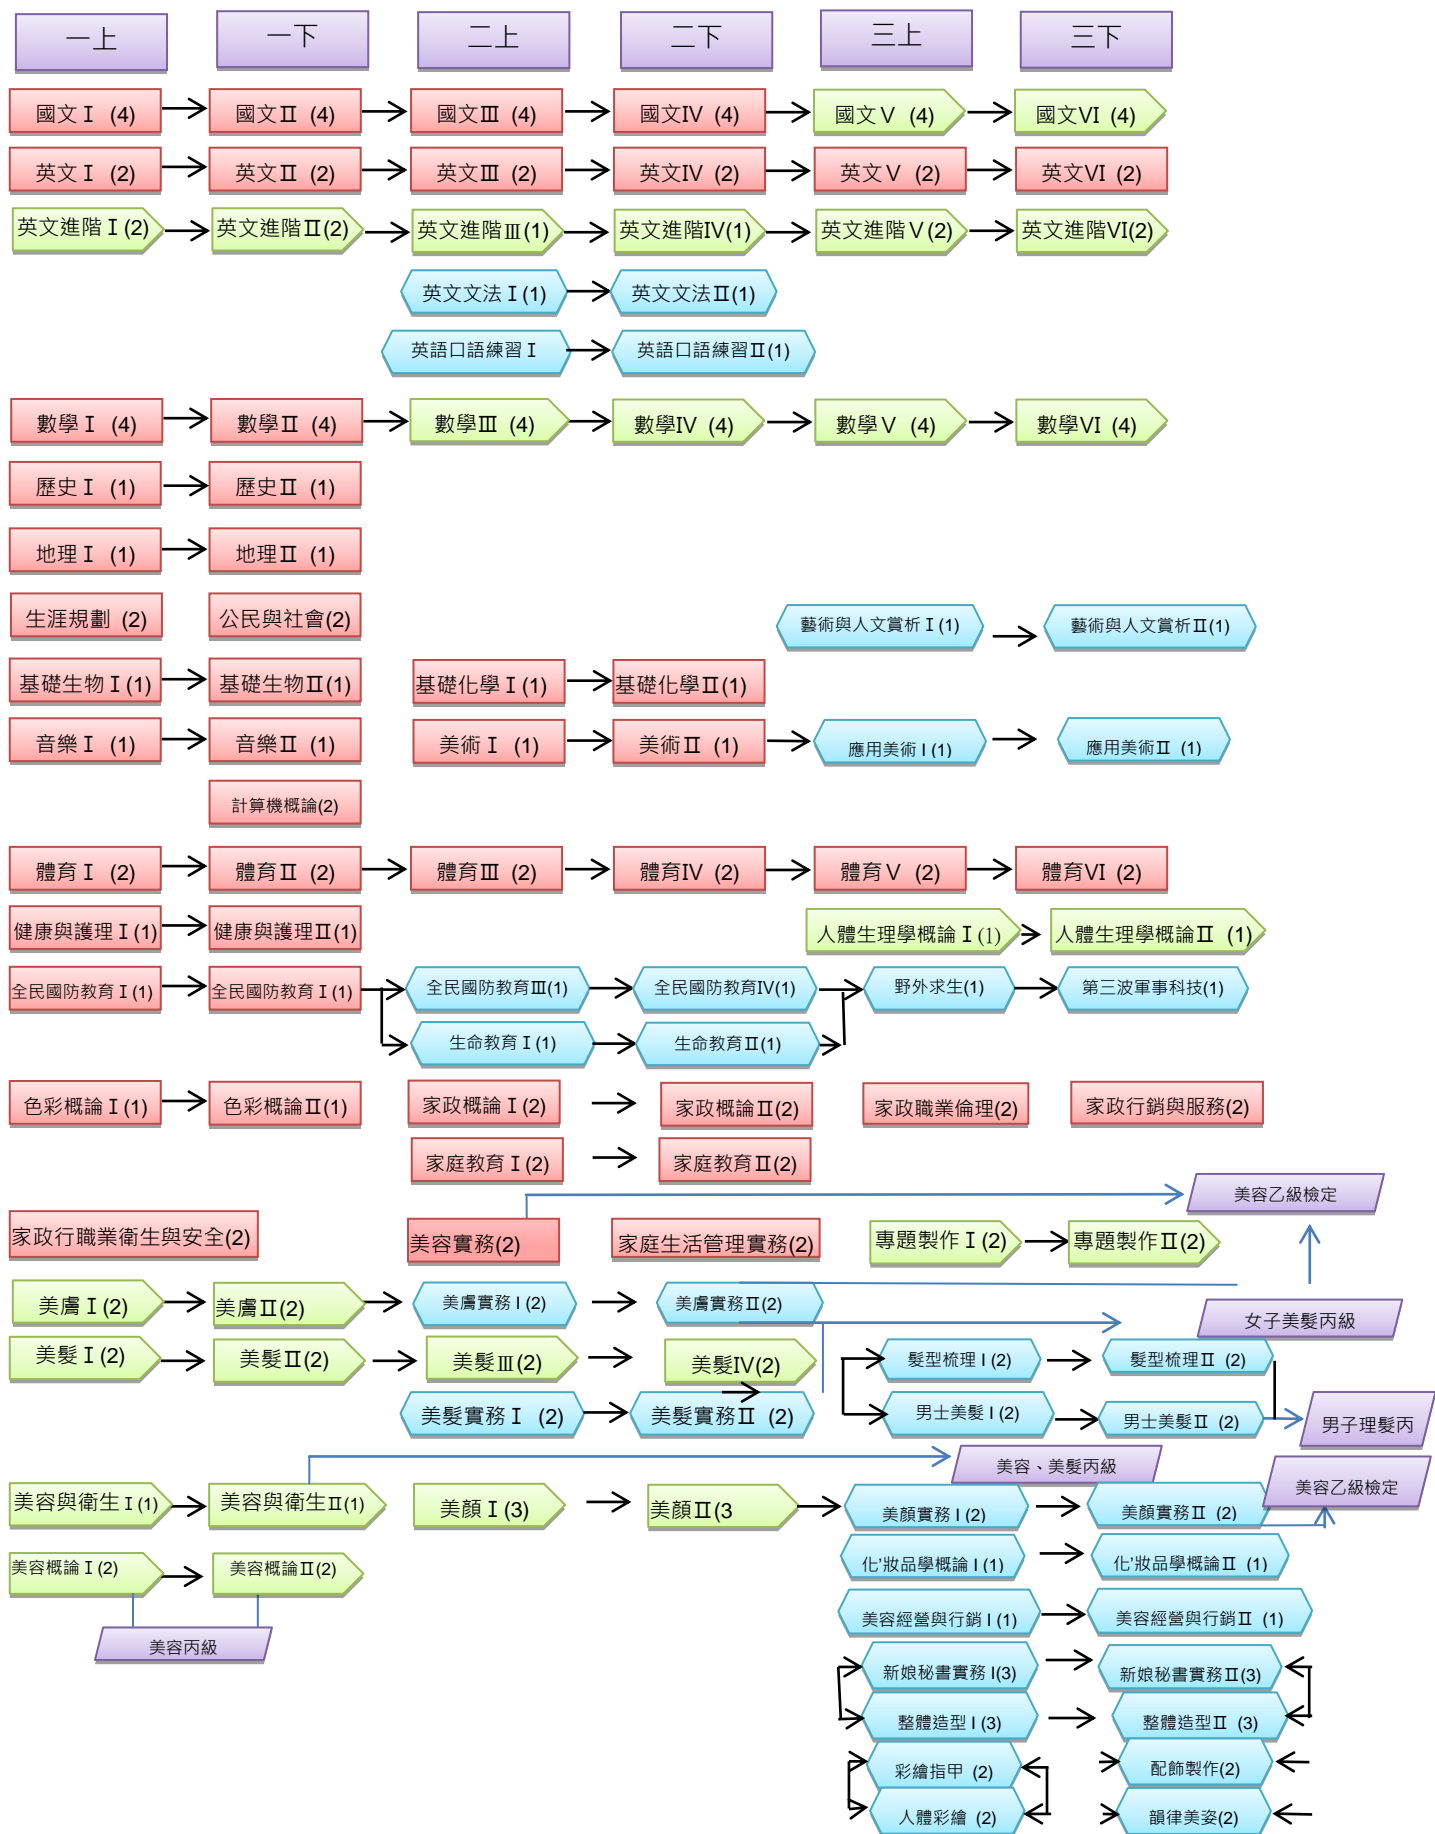 一上 一下 二上 二下 三上 三下
國文Ⅰ (4) 國文Ⅱ (4) 國文Ⅲ (4) 國文Ⅳ (4) 國文Ⅴ (4) 國文Ⅵ (4)
英文Ⅰ (2) 英文Ⅱ (2) 英文Ⅲ (2) 英文Ⅳ (2) 英文Ⅴ (2) 英文Ⅵ (2)
英文進階Ⅰ(2) 英文進階Ⅱ(2) 英文進階Ⅲ(1) 英文進階Ⅳ(1) 英文進階Ⅴ(2) 英文進階Ⅵ(2)
英文文法Ⅰ(1) 英文文法Ⅱ(1)
英語口語練習Ⅰ 英語口語練習Ⅱ(1)
數學Ⅰ (4) 數學Ⅱ (4) 數學Ⅲ (4) 數學Ⅳ (4) 數學Ⅴ (4) 數學Ⅵ (4)
歷史Ⅰ (1) 歷史Ⅱ (1)
地理Ⅰ (1) 地理Ⅱ (1)
生涯規劃 (2) 公民與社會(2) 藝術與人文賞析Ⅰ(1) 藝術與人文賞析Ⅱ(1)
基礎生物Ⅰ(1) 基礎生物Ⅱ(1) 基礎化學Ⅰ(1) 基礎化學Ⅱ(1)
音樂Ⅰ (1) 音樂Ⅱ (1) 美術Ⅰ (1) 美術Ⅱ (1) 應用美術 I (1) 應用美術Ⅱ (1)
計算機概論(2)
體育Ⅰ (2) 體育Ⅱ (2) 體育Ⅲ (2) 體育Ⅳ (2) 體育Ⅴ (2) 體育Ⅵ (2)
健康與護理Ⅰ(1) 健康與護理Ⅱ(1) 人體生理學概論Ⅰ(1) 人體生理學概論Ⅱ (1)
全民國防教育Ⅰ(1) 全民國防教育Ⅰ(1) 全民國防教育Ⅲ(1) 全民國防教育Ⅳ(1) 野外求生(1) 第三波軍事科技(1)
生命教育Ⅰ(1) 生命教育Ⅱ(1)
色彩概論Ⅰ(1) 色彩概論Ⅱ(1) 家政概論Ⅰ(2) 家政概論Ⅱ(2) 家政職業倫理(2) 家政行銷與服務(2)
家庭教育Ⅰ(2) 家庭教育Ⅱ(2)
美容乙級檢定
家政行職業衛生與安全(2) 美容實務(2) 家庭生活管理實務(2) 專題製作Ⅰ(2) 專題製作Ⅱ(2)
美膚Ⅰ(2) 美膚Ⅱ(2) 美膚實務Ⅰ(2) 美膚實務Ⅱ(2)
女子美髮丙級
美髮Ⅰ(2) 美髮Ⅱ(2) 美髮Ⅲ(2) 美髮Ⅳ(2) 髮型梳理 I (2) 髮型梳理Ⅱ (2)
美髮實務Ⅰ (2) 美髮實務Ⅱ (2) 男士美髮 I (2) 男士美髮Ⅱ (2) 男子理髮丙
美容、美髮丙級
美容乙級檢定
美容與衛生Ⅰ(1) 美容與衛生Ⅱ(1) 美顏Ⅰ(3) 美顏Ⅱ(3 美顏實務 I (2) 美顏實務Ⅱ (2)
美容概論Ⅰ(2) 美容概論Ⅱ(2) 化'妝品學概論 I (1) 化'妝品學概論Ⅱ (1)
美容經營與行銷 I (1) 美容經營與行銷Ⅱ (1)
美容丙級
新娘秘書實務 I(3) 新娘秘書實務Ⅱ(3)
整體造型 I (3) 整體造型Ⅱ (3)
彩繪指甲 (2) 配飾製作(2)
人體彩繪 (2) 韻律美姿(2)